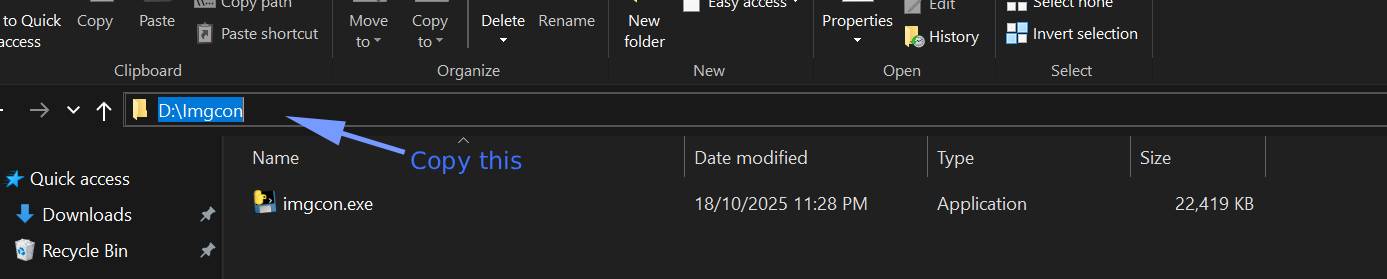 Copy path
Easy access
Edit
Select none
to Quick
access
Copy
Paste
Paste shortcut
Move
to
Copy
to
Delete
Rename
New
folder
Properties
History
Invert selection
Clipboard
Organize
New
Open
Select
D:\Imgcon
Copy this
Name
Date modified
Type
Size
Quick access
imgcon.exe
18/10/2025 11:28 PM
Application
22,419 KB
Downloads
Recycle Bin